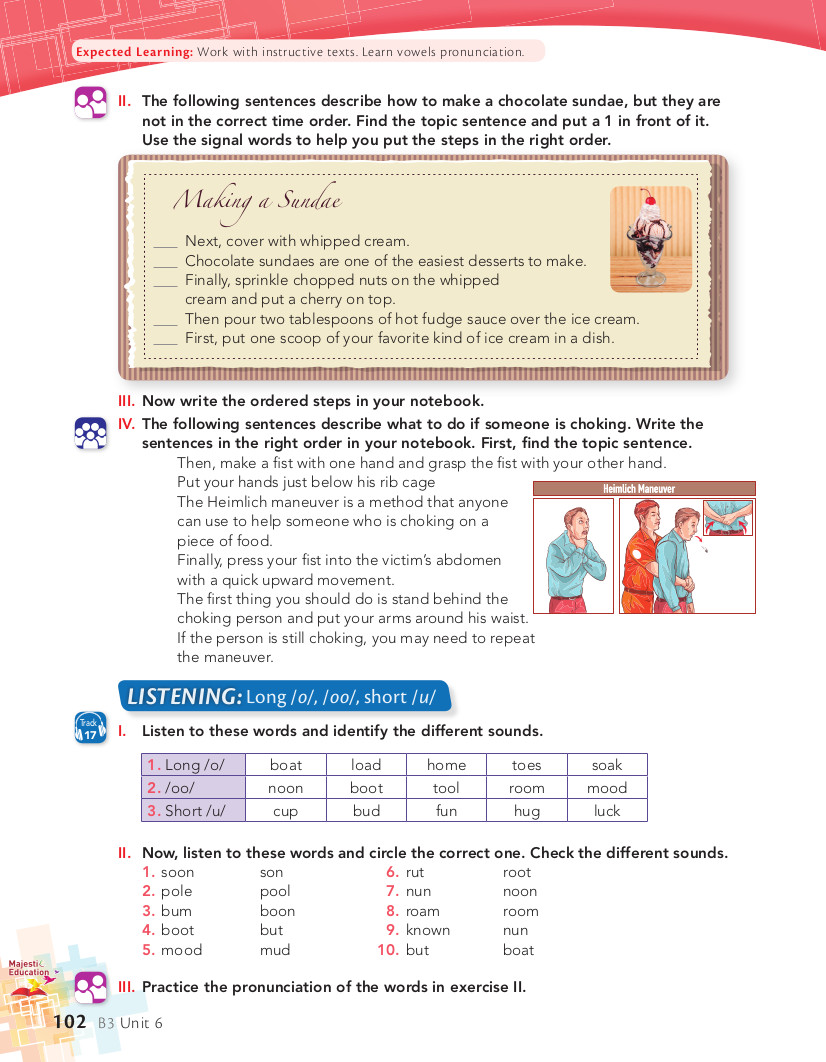 Expected Learning: Work with instructive texts. Learn vowels pronunciation.
II. The following sentences describe how to make a chocolate sundae, but they are
not in the correct time order. Find the topic sentence and put a 1 in front of it.
Use the signal words to help you put the steps in the right order.
Making a Sundae
___ Next, cover with whipped cream.
___ Chocolate sundaes are one of the easiest desserts to make.
___ Finally, sprinkle chopped nuts on the whipped
cream and put a cherry on top.
___ Then pour two tablespoons of hot fudge sauce over the ice cream.
___ First, put one scoop of your favorite kind of ice cream in a dish.
III. Now write the ordered steps in your notebook.
IV. The following sentences describe what to do if someone is choking. Write the
sentences in the right order in your notebook. First, find the topic sentence.
Then, make a fist with one hand and grasp the fist with your other hand.
Put your hands just below his rib cage
The Heimlich maneuver is a method that anyone
can use to help someone who is choking on a
piece of food.
Finally, press your fist into the victim's abdomen
with a quick upward movement.
The first thing you should do is stand behind the
choking person and put your arms around his waist.
If the person is still choking, you may need to repeat
the maneuver.
Heimlich Maneuver
LISTENING: Long /o/, /oo/, short /u/
Track
17
I. Listen to these words and identify the different sounds.
1. Long /o/ boat load home toes soak
2. /oo/ noon boot tool room mood
3. Short /u/ cup bud fun hug luck
II. Now, listen to these words and circle the correct one. Check the different sounds.
1. soon son 6. rut root
2. pole pool 7. nun noon
3. bum boon 8. roam room
4. boot but 9. known nun
5. mood mud 10. but boat
III. Practice the pronunciation of the words in exercise II.
Majestic
Education
102 B3 Unit 6